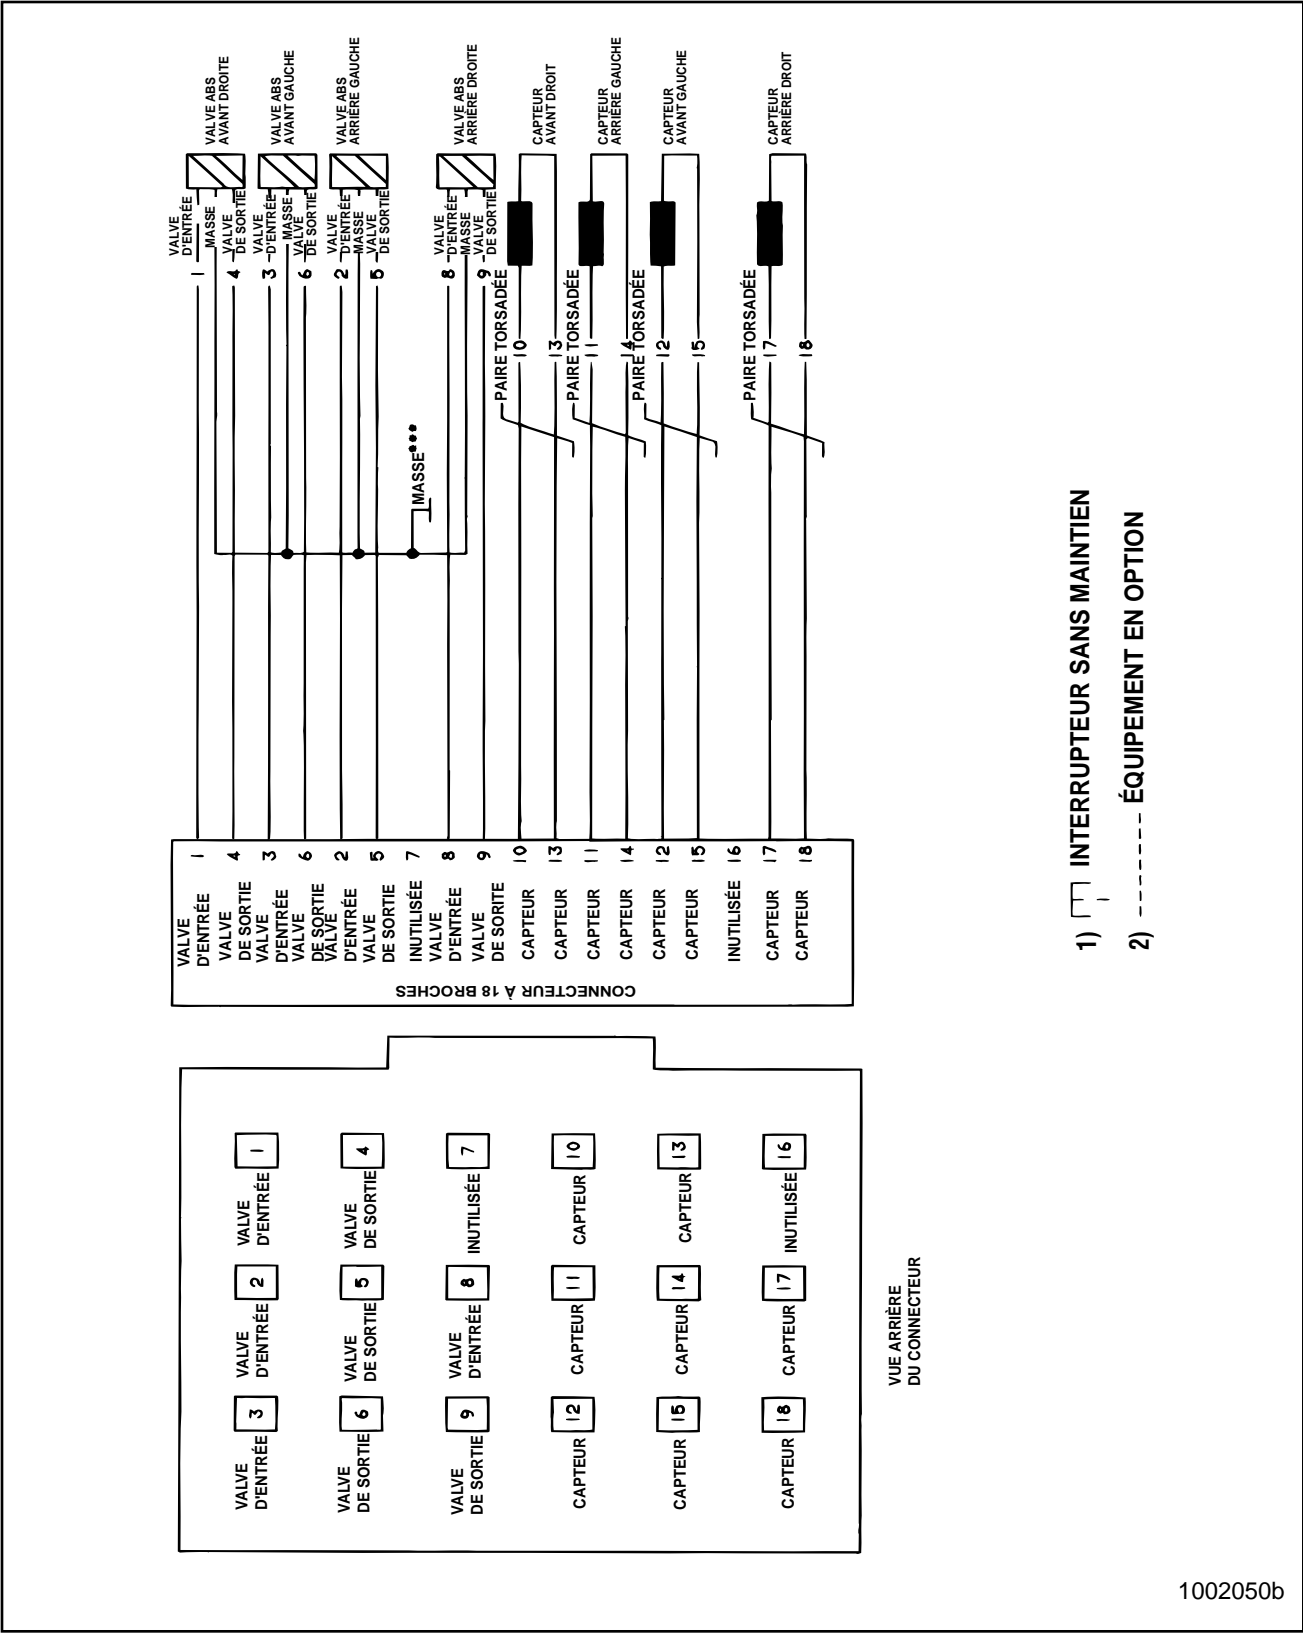 VALVE ABS
AVANT DROITE
VALVE ABS
AVANT GAUCHE
VALVE ABS
ARRIÈRE GAUCHE
VALVE ABS
ARRIÈRE DROITE
CAPTEUR
AVANT DROIT
CAPTEUR
ARRIÈRE GAUCHE
CAPTEUR
AVANT GAUCHE
CAPTEUR
ARRIÈRE DROIT
VALVE
D'ENTRÉE
MASSE
VALVE
DE SORTIE
VALVE
D'ENTRÉE
MASSE
VALVE
DE SORTIE
VALVE
D'ENTRÉE
MASSE
VALVE
DE SORTIE
VALVE
D'ENTRÉE
MASSE
VALVE
DE SORTIE
1
4
3
6
2
5
8
9
PAIRE TORSADÉE
10
13
PAIRE TORSADÉE
11
14
PAIRE TORSADÉE
12
15
PAIRE TORSADÉE
17
18
MASSE***
1
4
3
6
2
5
7
8
9
10
13
11
14
12
15
16
17
18
VALVE
D'ENTRÉE
VALVE
DE SORTIE
VALVE
D'ENTRÉE
VALVE
DE SORTIE
VALVE
D'ENTRÉE
VALVE
DE SORTIE
INUTILISÉE
VALVE
D'ENTRÉE
VALVE
DE SORITE
CAPTEUR
CAPTEUR
CAPTEUR
CAPTEUR
CAPTEUR
CAPTEUR
INUTILISÉE
CAPTEUR
CAPTEUR
CONNECTEUR À 18 BROCHES
1
VALVE
D'ENTRÉE
4
VALVE
DE SORTIE
7
INUTILISÉE
10
CAPTEUR
13
CAPTEUR
16
INUTILISÉE
2
VALVE
D'ENTRÉE
5
VALVE
DE SORTIE
8
VALVE
D'ENTRÉE
11
CAPTEUR
14
CAPTEUR
17
CAPTEUR
3
VALVE
D'ENTRÉE
6
VALVE
DE SORTIE
9
VALVE
DE SORTIE
12
CAPTEUR
15
CAPTEUR
18
CAPTEUR
VUE ARRIÈRE
DU CONNECTEUR
1) INTERRUPTEUR SANS MAINTIEN
2) -------- ÉQUIPEMENT EN OPTION
1002050b